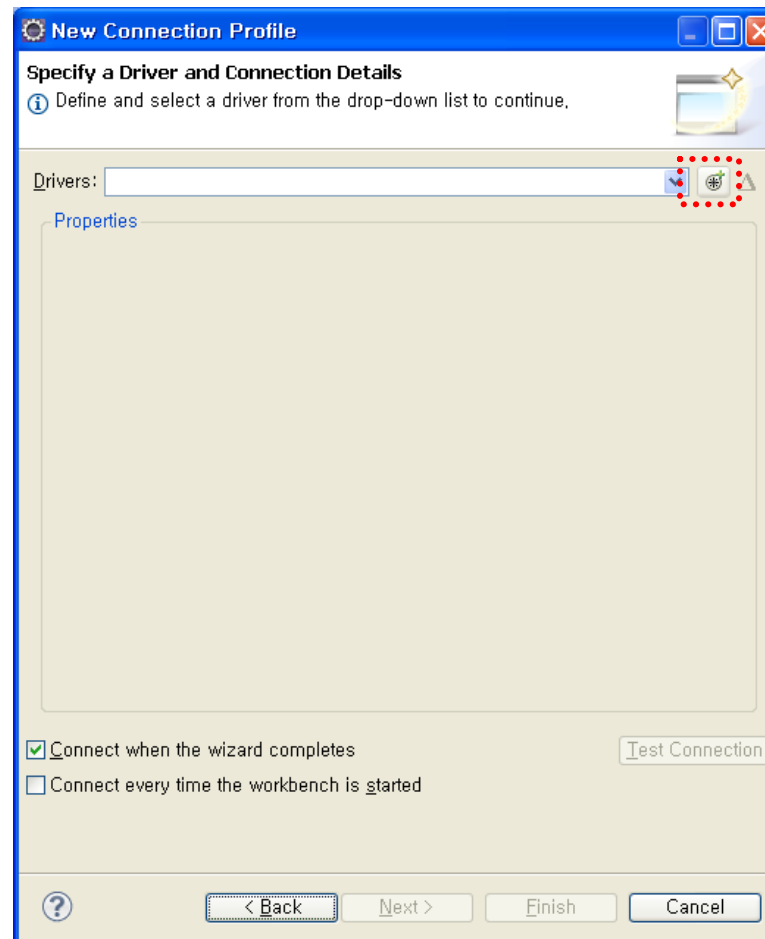 New Connection Profile
Specify a Driver and Connection Details
Define and select a driver from the drop-down list to continue.
Drivers:
Properties
Connect when the wizard completes
Test Connection
Connect every time the workbench is started
? < Back Next > Finish Cancel